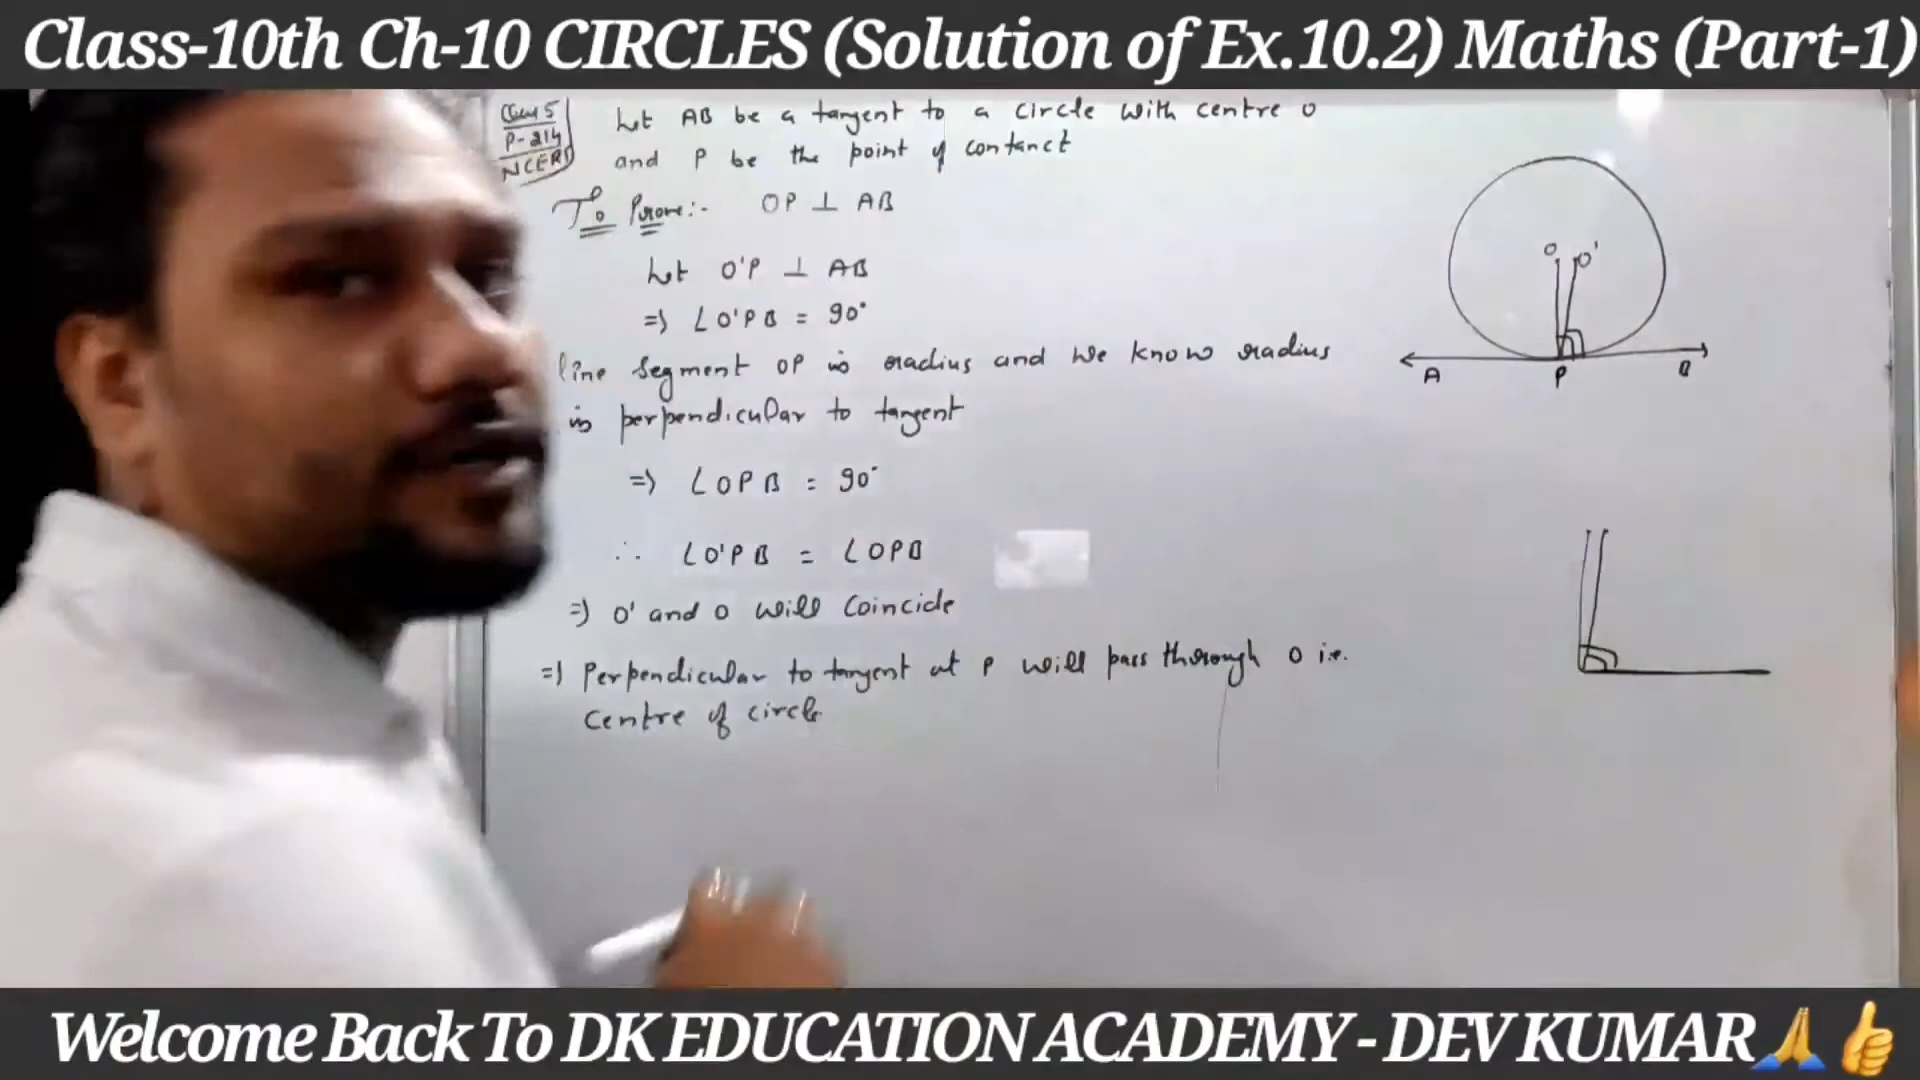 Class-10th Ch-10 CIRCLES (Solution of Ex.10.2) Maths (Part-1)
Ques 5
P-214
NCERT
Let AB be a tangent to a circle with centre O
and P be the point of contanct
To Prove:- OP ⊥ AB
Let O'P ⊥ AB
=> ∠O'PB = 90°
line segment OP is radius and we know radius
is perpendicular to tangent
=> ∠OPB = 90°
∴ ∠O'PB = ∠OPB
=> O' and O will Coincide
=> Perpendicular to tangent at P will pass through O i.e.
Centre of circle
O O'
A P B
Welcome Back To DK EDUCATION ACADEMY - DEV KUMAR🙏👍